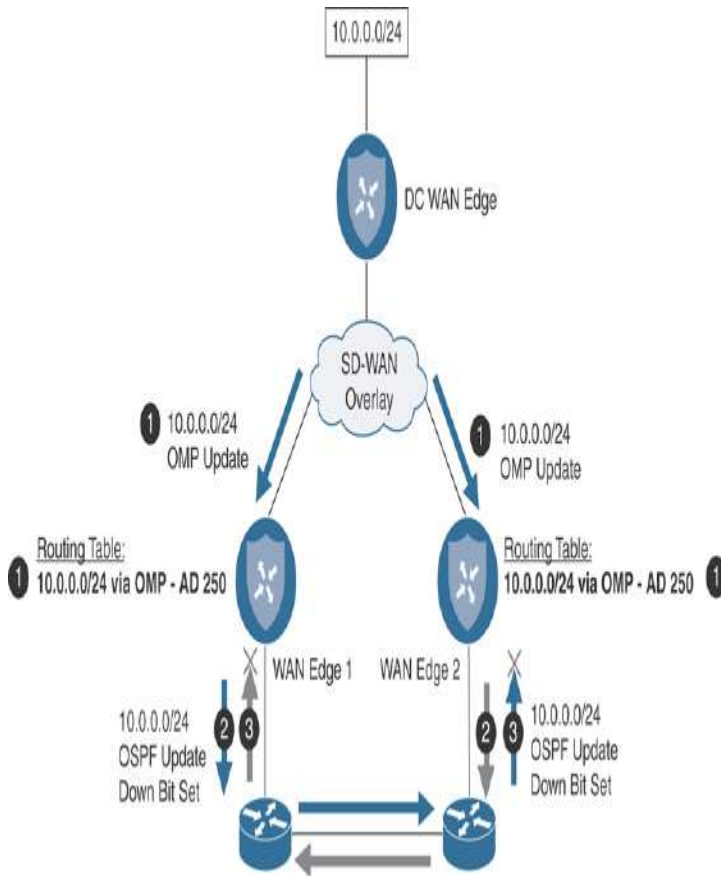 10.0.0.0/24
DC WAN Edge
SD-WAN
Overlay
1 10.0.0.0/24
OMP Update
1 10.0.0.0/24
OMP Update
Routing Table:
1 10.0.0.0/24 via OMP - AD 250
Routing Table:
10.0.0.0/24 via OMP - AD 250 1
WAN Edge 1
WAN Edge 2
10.0.0.0/24
OSPF Update
Down Bit Set
2 3
2 3
10.0.0.0/24
OSPF Update
Down Bit Set